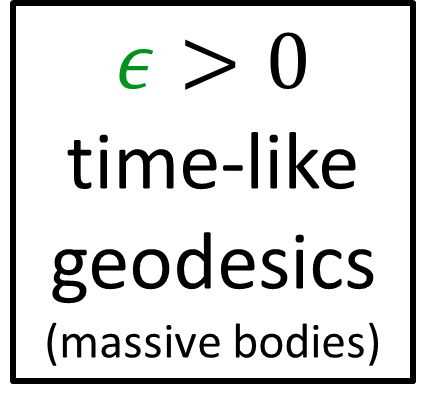 ϵ > 0
time-like
geodesics
(massive bodies)